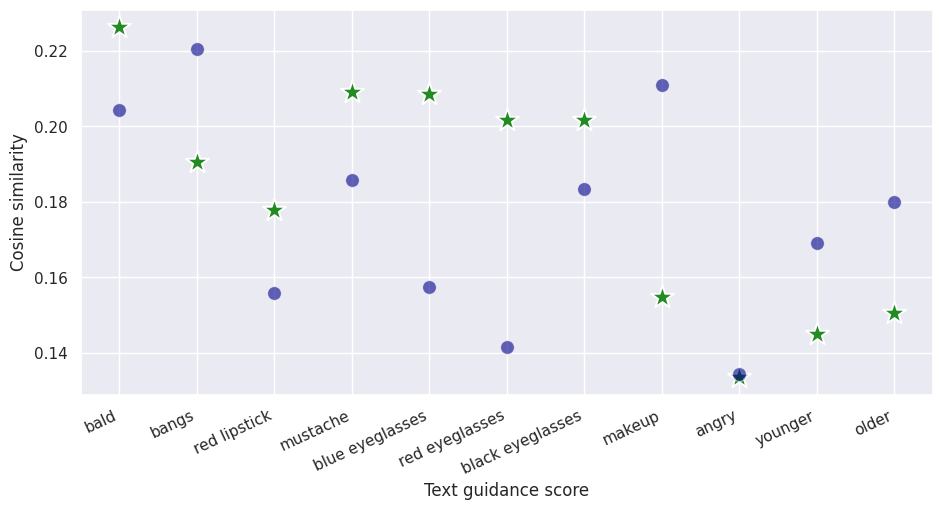 0.22
0.20
0.18
0.16
0.14
Cosine similarity
bald
bangs
red lipstick
mustache
blue eyeglasses
red eyeglasses
black eyeglasses
makeup
angry
younger
older
Text guidance score